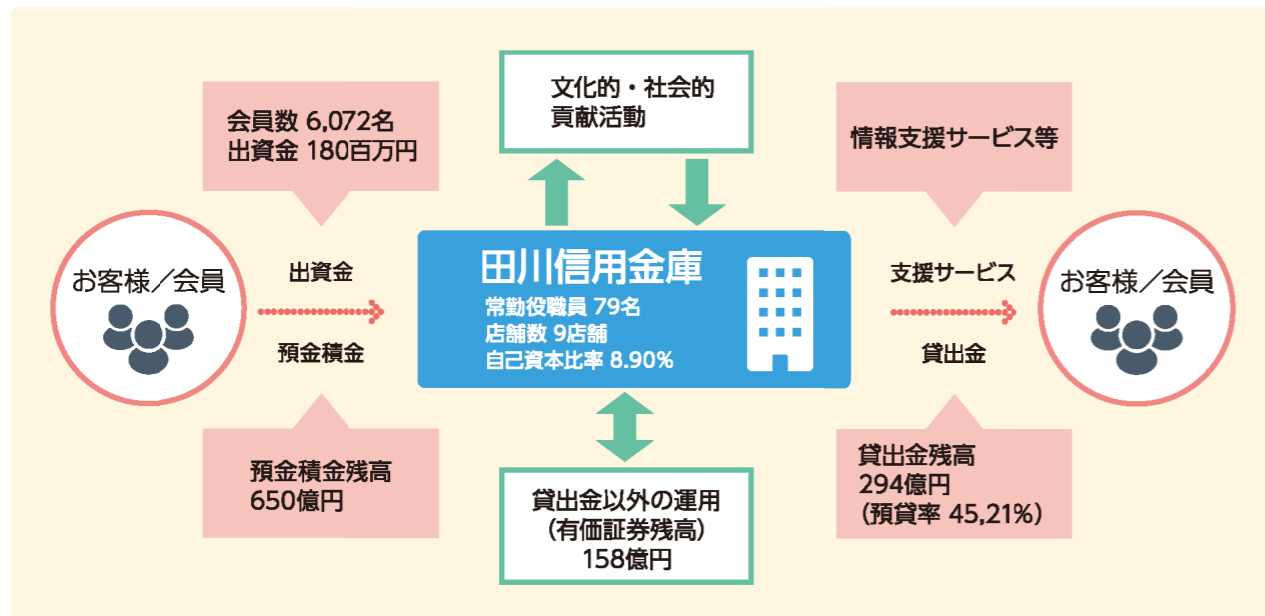 文化的・社会的
貢献活動
会員数 6,072名
出資金 180百万円
情報支援サービス等
お客様／会員
出資金
預金積金
田川信用金庫
常勤役職員 79名
店舗数 9店舗
自己資本比率 8.90%
支援サービス
貸出金
お客様／会員
預金積金残高
650億円
貸出金以外の運用
（有価証券残高）
158億円
貸出金残高
294億円
（預貸率 45,21%）